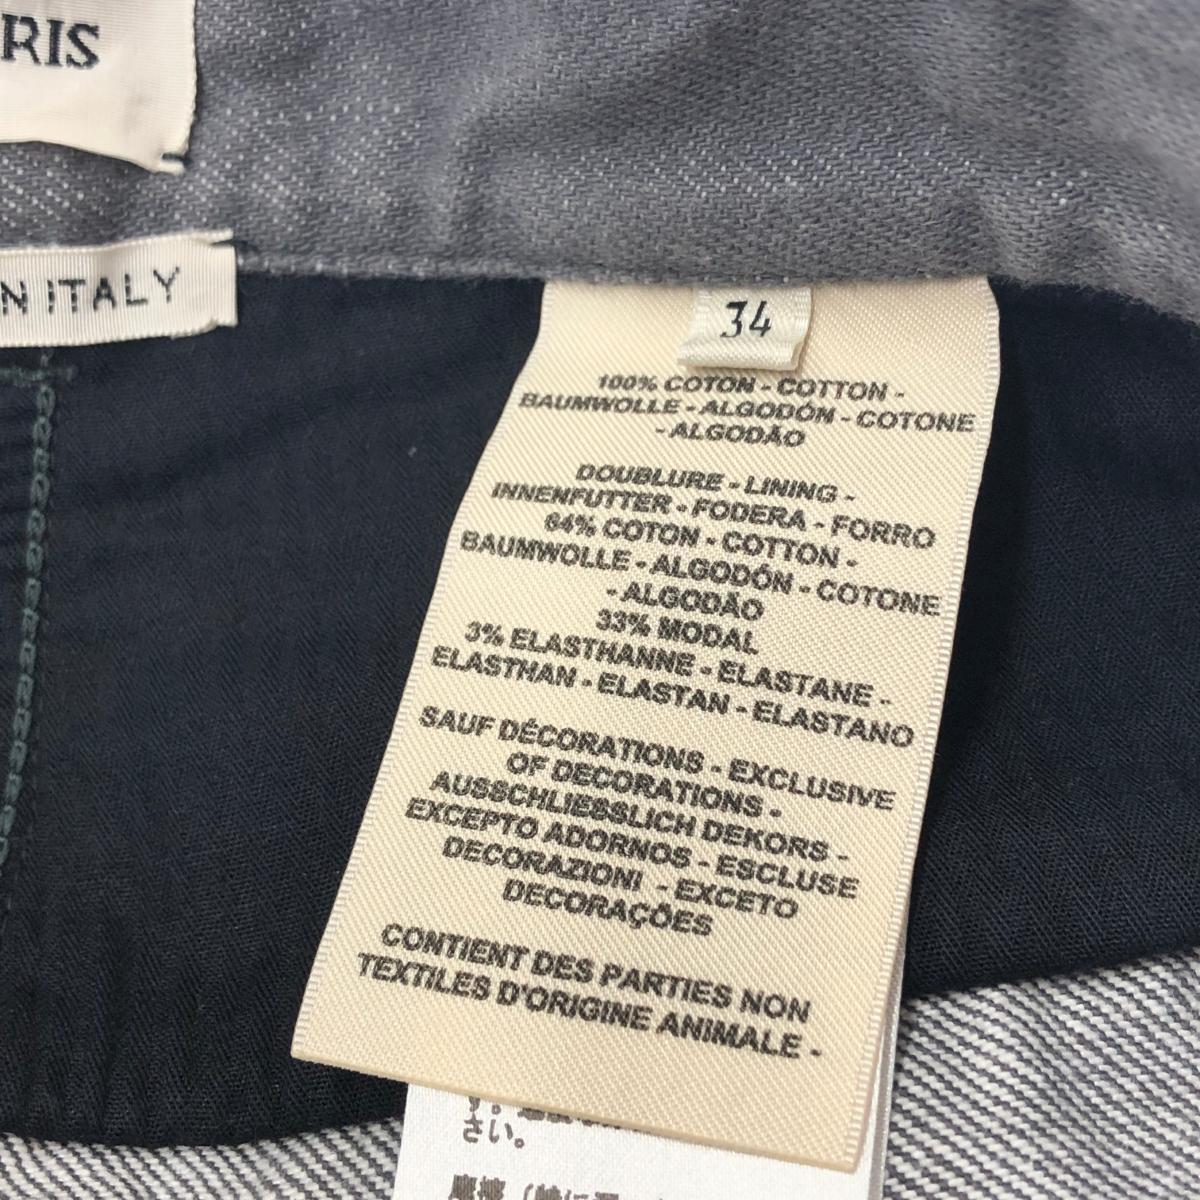 RIS
N ITALY
34
100% COTON - COTTON -
BAUMWOLLE - ALGODÓN - COTONE
- ALGODÃO
DOUBLURE - LINING -
INNENFUTTER - FODERA - FORRO
64% COTON - COTTON -
BAUMWOLLE - ALGODÓN - COTONE
- ALGODÃO
33% MODAL
3% ELASTHANNE - ELASTANE -
ELASTHAN - ELASTAN - ELASTANO
SAUF DÉCORATIONS - EXCLUSIVE
OF DECORATIONS -
AUSSCHLIESSLICH DEKORS -
EXCEPTO ADORNOS - ESCLUSE
DECORAZIONI - EXCETO
DECORAÇÕES
CONTIENT DES PARTIES NON
TEXTILES D'ORIGINE ANIMALE -
さい。